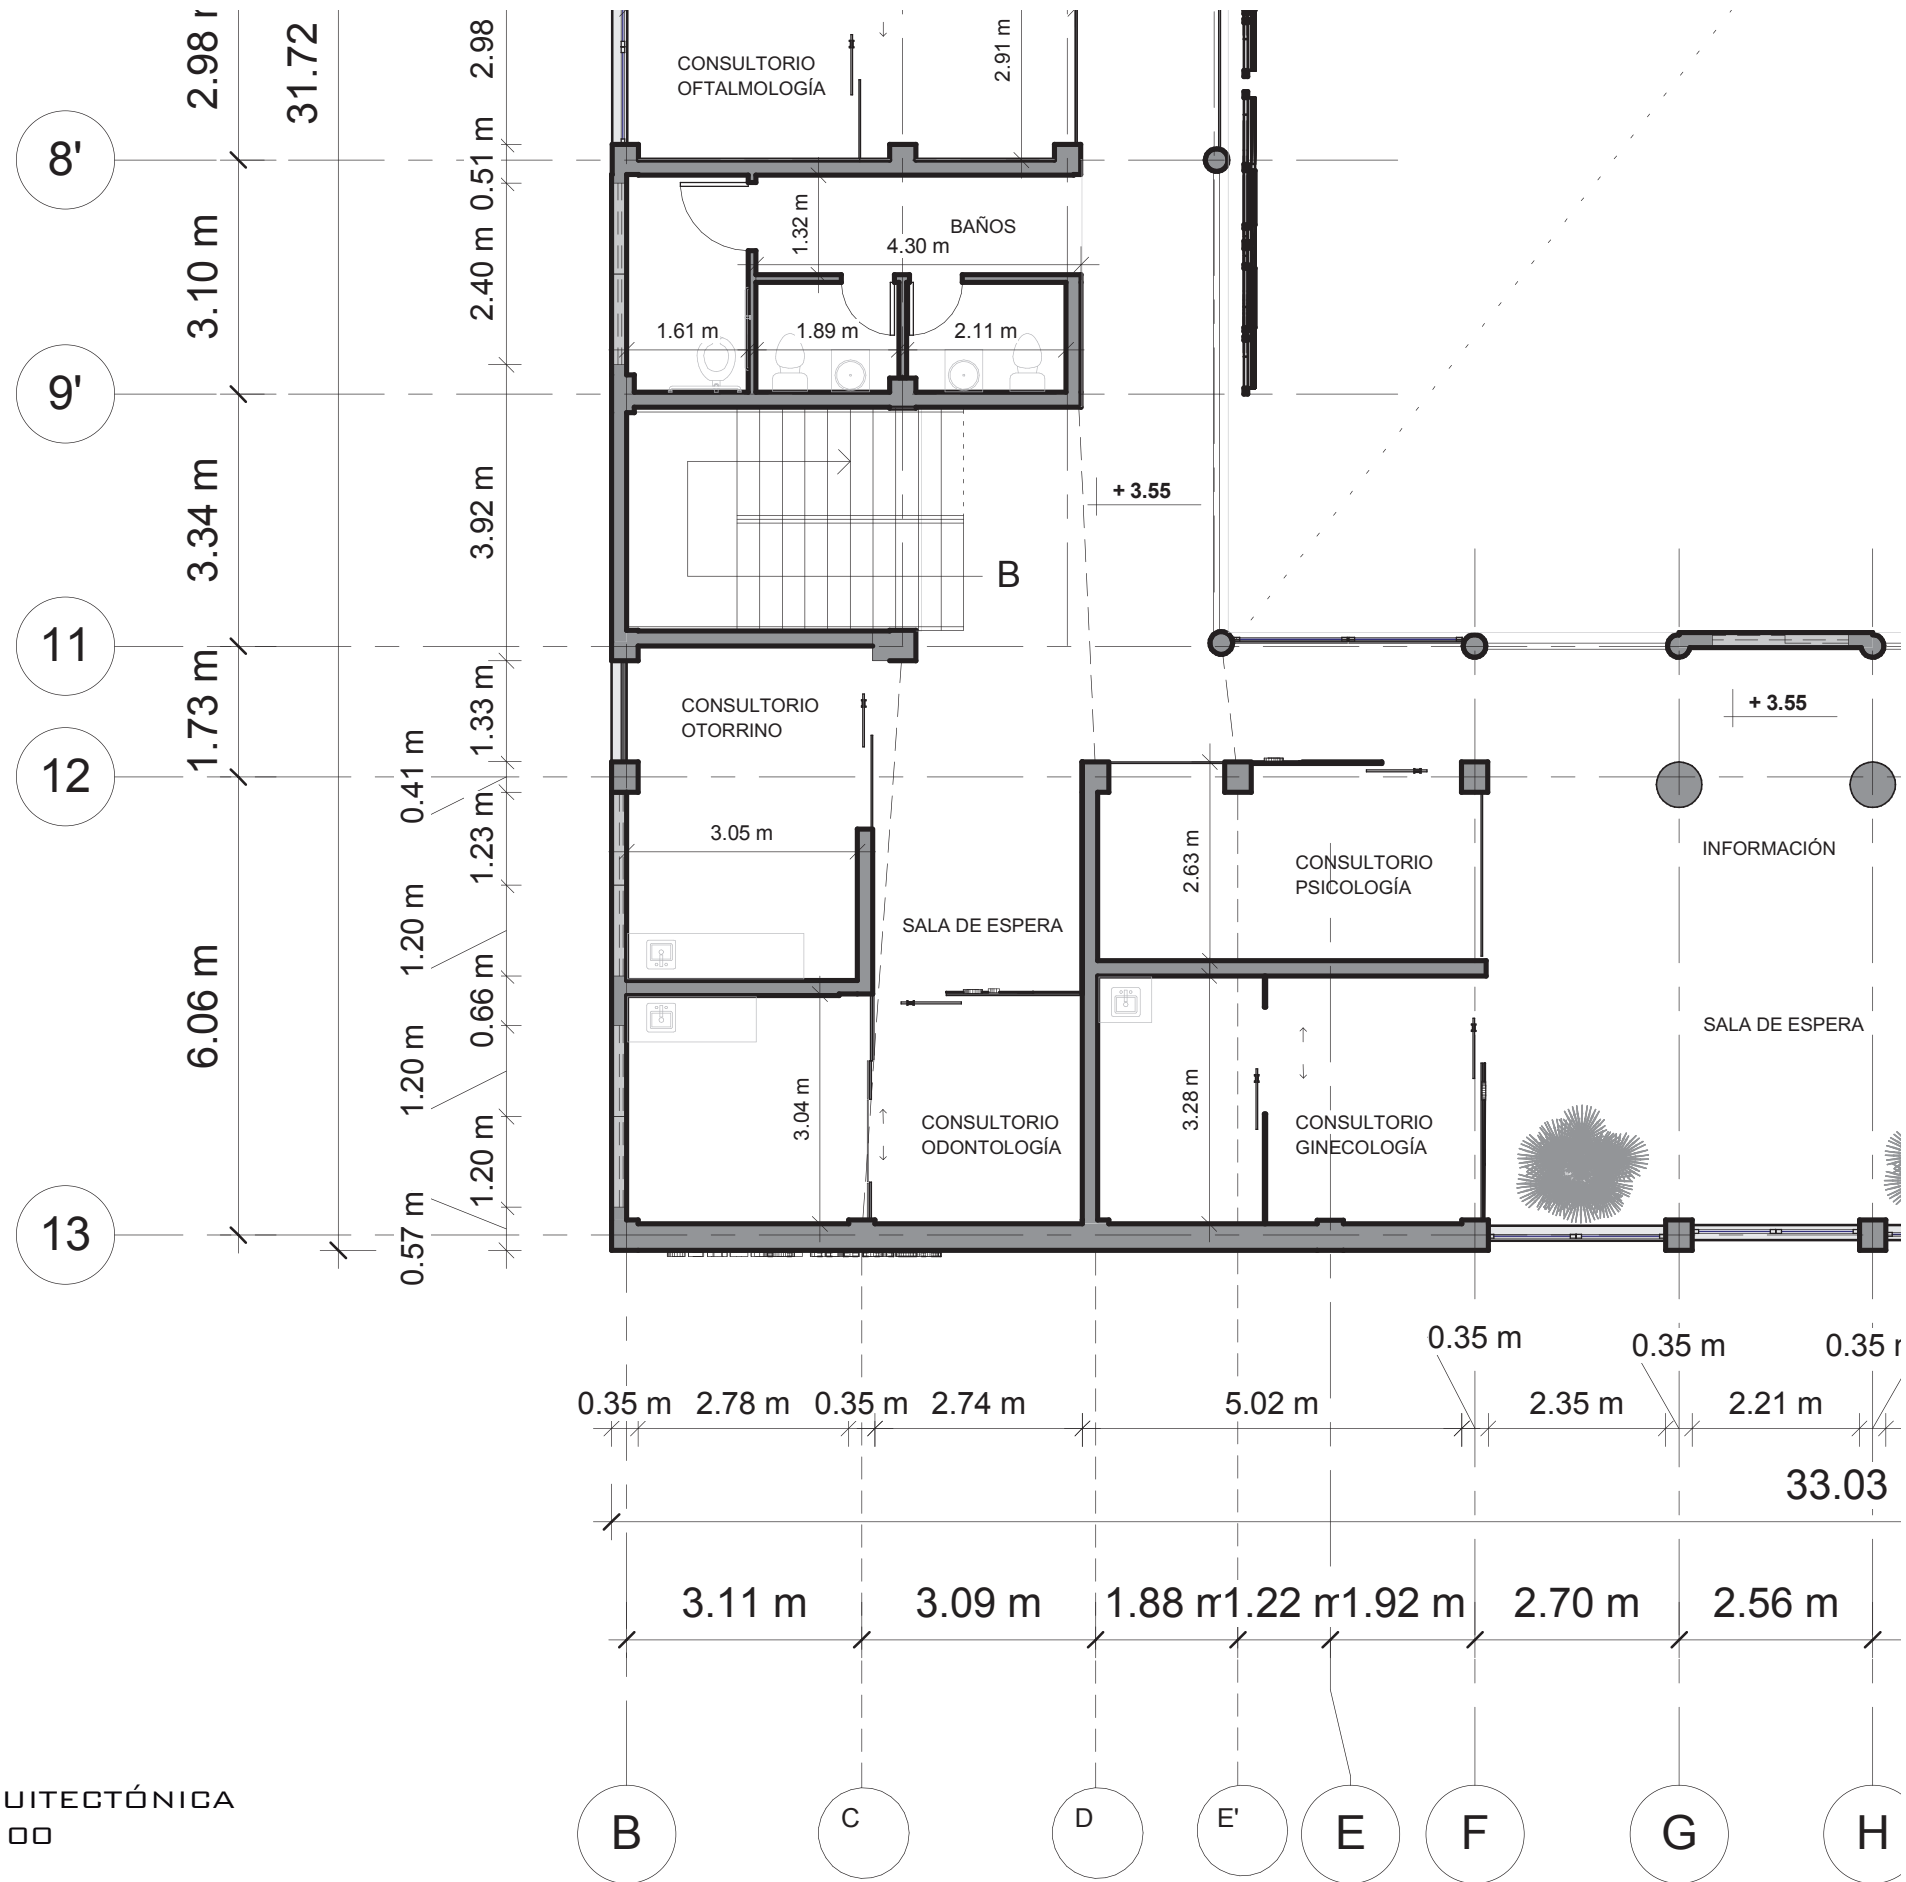 2.98
31.72
2.98
2.91 m
CONSULTORIO
OFTALMOLOGÍA
8'
0.51 m
3.10 m
2.40 m
1.32 m
BAÑOS
4.30 m
1.61 m
1.89 m
2.11 m
9'
3.34 m
3.92 m
+ 3.55
B
11
1.73 m
1.33 m
CONSULTORIO
OTORRINO
+ 3.55
12
0.41 m
1.23 m
3.05 m
2.63 m
CONSULTORIO
PSICOLOGÍA
INFORMACIÓN
1.20 m
SALA DE ESPERA
6.06 m
0.66 m
SALA DE ESPERA
1.20 m
3.04 m
3.28 m
CONSULTORIO
ODONTOLOGÍA
CONSULTORIO
GINECOLOGÍA
1.20 m
13
0.57 m
0.35 m
0.35 m
0.35
0.35 m
2.78 m
0.35 m
2.74 m
5.02 m
2.35 m
2.21 m
33.03
3.11 m
3.09 m
1.88 m
1.22 m
1.92 m
2.70 m
2.56 m
UITECTÓNICA
00
B
C
D
E'
E
F
G
H